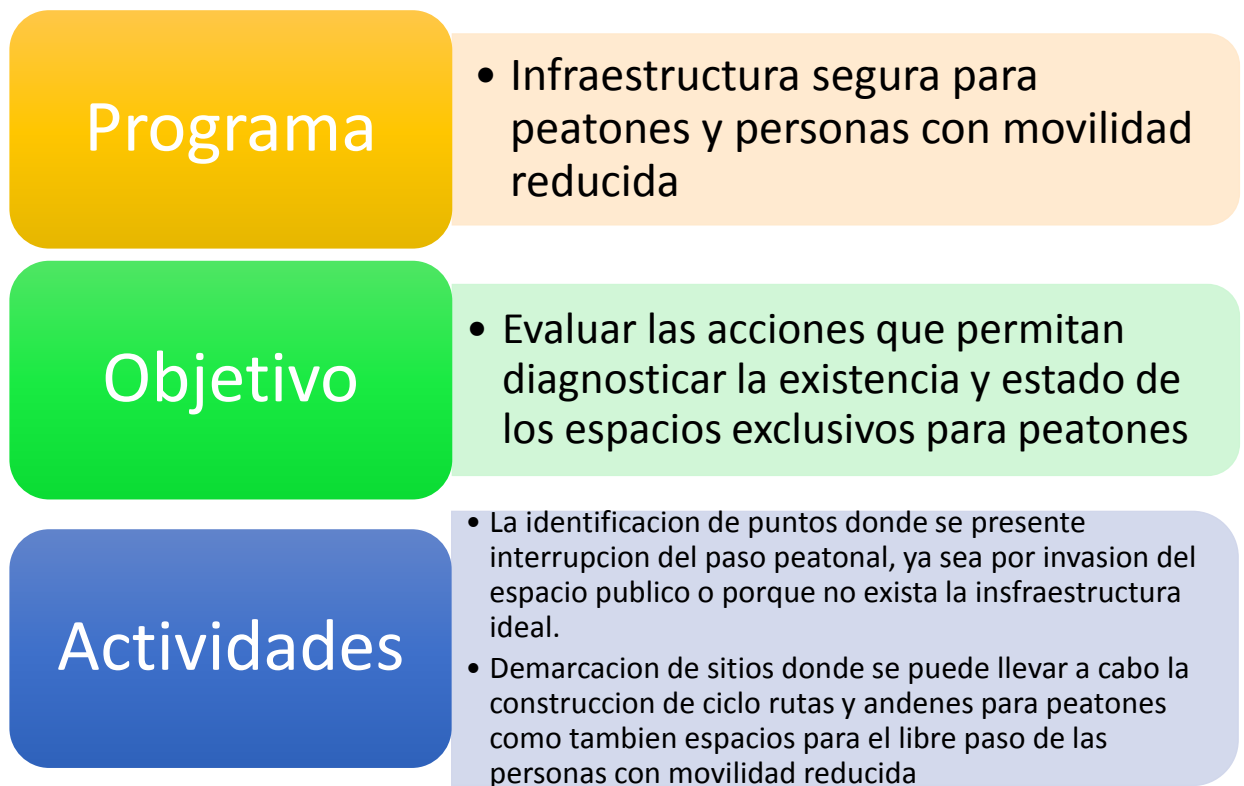 Programa
• Infraestructura segura para
peatones y personas con movilidad
reducida
Objetivo
• Evaluar las acciones que permitan
diagnosticar la existencia y estado de
los espacios exclusivos para peatones
Actividades
• La identificacion de puntos donde se presente
interrupcion del paso peatonal, ya sea por invasion del
espacio publico o porque no exista la insfraestructura
ideal.
• Demarcacion de sitios donde se puede llevar a cabo la
construccion de ciclo rutas y andenes para peatones
como tambien espacios para el libre paso de las
personas con movilidad reducida